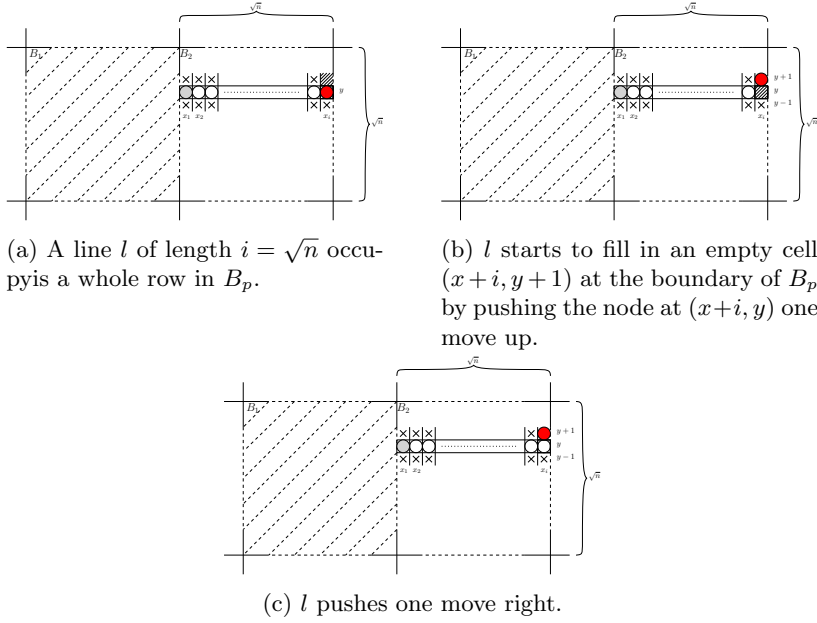 √n
√n
B₁
B₂
y
√n
x₁ x₂ xᵢ
B₁
B₂
y+1
y
y−1
√n
x₁ x₂ xᵢ
(a) A line l of length i = √n occu-
pyis a whole row in Bₚ.
(b) l starts to fill in an empty cell
(x+i, y+1) at the boundary of Bₚ
by pushing the node at (x+i, y) one
move up.
√n
B₁
B₂
y+1
y
y−1
√n
x₁ x₂ xᵢ
(c) l pushes one move right.